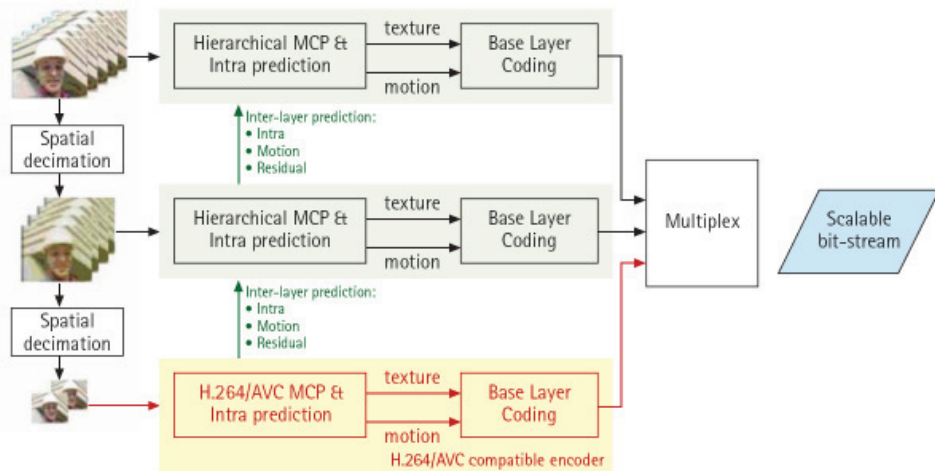 Hierarchical MCP &
Intra prediction
texture
motion
Base Layer
Coding
Spatial
decimation
Inter-layer prediction:
• Intra
• Motion
• Residual
Hierarchical MCP &
Intra prediction
texture
motion
Base Layer
Coding
Multiplex
Scalable
bit-stream
Spatial
decimation
Inter-layer prediction:
• Intra
• Motion
• Residual
H.264/AVC MCP &
Intra prediction
texture
motion
Base Layer
Coding
H.264/AVC compatible encoder